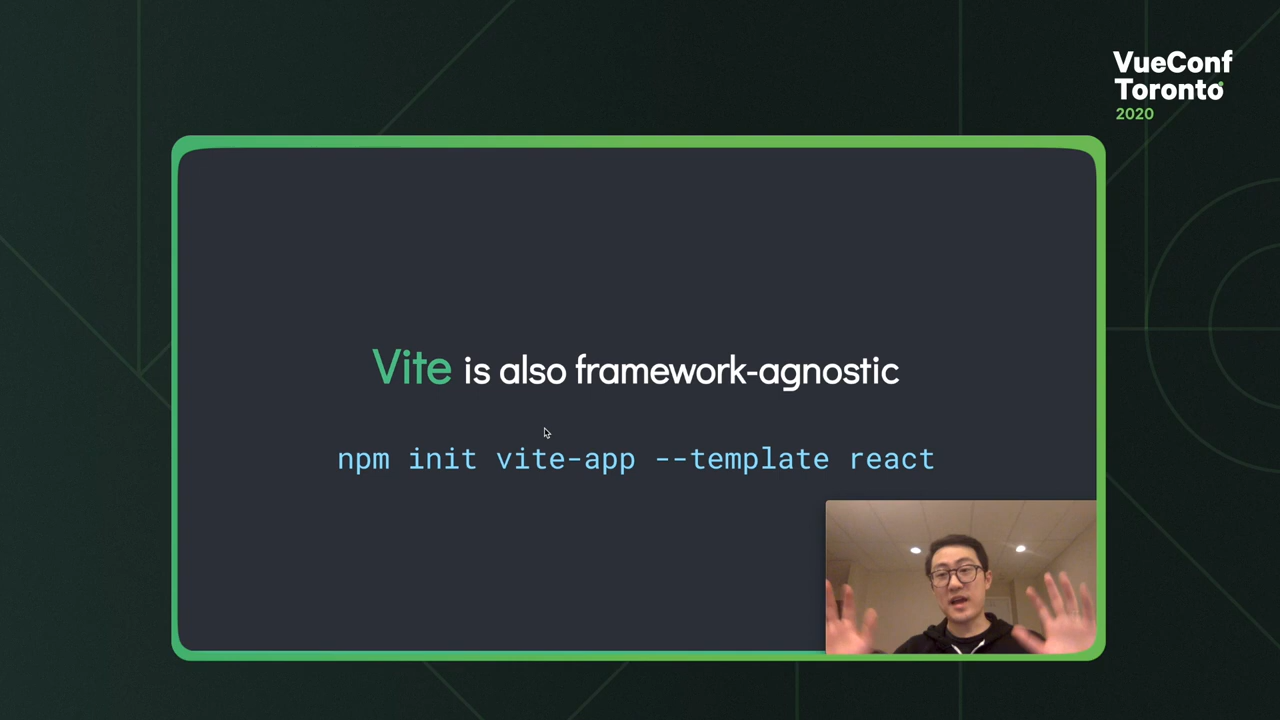 VueConf
Toronto
2020
Vite is also framework-agnostic
npm init vite-app --template react